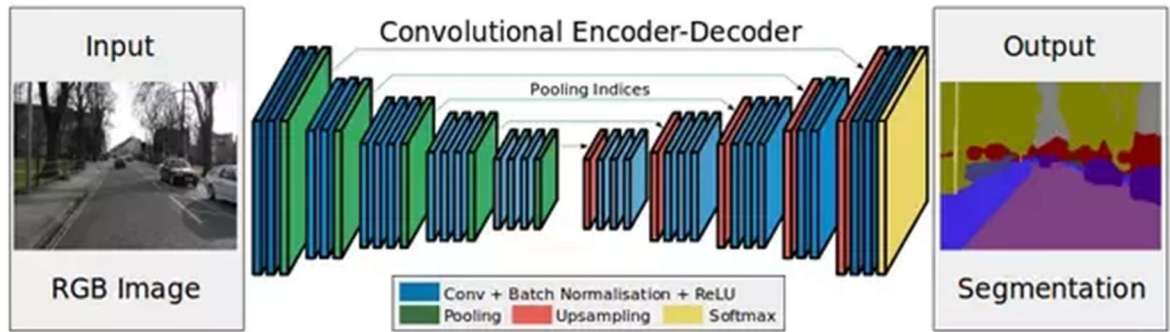 Input
RGB Image
Convolutional Encoder-Decoder
Pooling Indices
Conv + Batch Normalisation + ReLU
Pooling Upsampling Softmax
Output
Segmentation